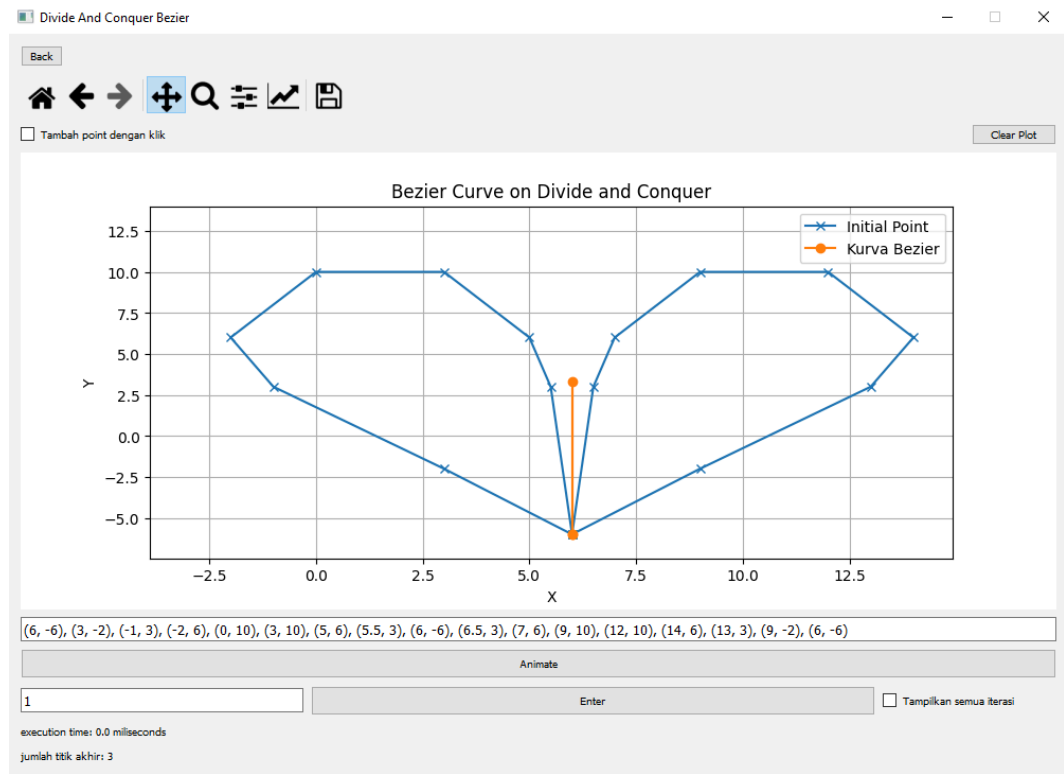 Divide And Conquer Bezier
Back
Tambah point dengan klik
Clear Plot
Bezier Curve on Divide and Conquer
Initial Point
Kurva Bezier
12.5
10.0
7.5
5.0
2.5
0.0
−2.5
−5.0
Y
−2.5 0.0 2.5 5.0 7.5 10.0 12.5
X
(6, -6), (3, -2), (-1, 3), (-2, 6), (0, 10), (3, 10), (5, 6), (5.5, 3), (6, -6), (6.5, 3), (7, 6), (9, 10), (12, 10), (14, 6), (13, 3), (9, -2), (6, -6)
Animate
1
Enter
Tampilkan semua iterasi
execution time: 0.0 miliseconds
jumlah titik akhir: 3